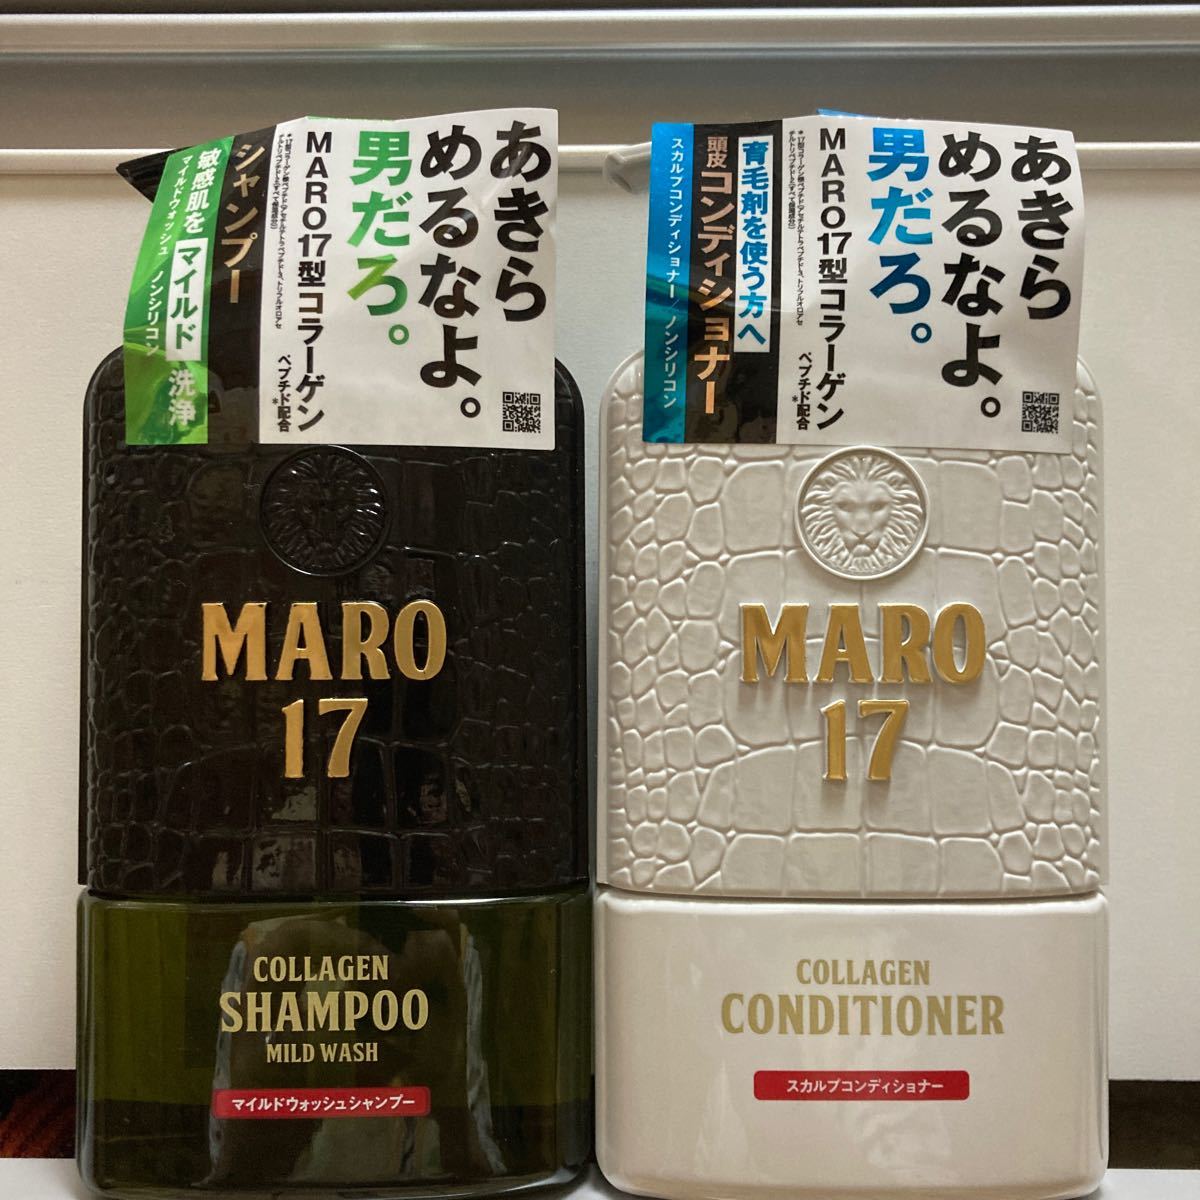 あきら
めるなよ。
男だろ。
MARO17型コラーゲン
ペプチド配合*
シャンプー
敏感肌を マイルド 洗浄
マイルドウォッシュ ノンシリコン
MARO
17
COLLAGEN
SHAMPOO
MILD WASH
マイルドウォッシュシャンプー
あきら
めるなよ。
男だろ。
MARO17型コラーゲン
ペプチド配合*
育毛剤を使う方へ
頭皮コンディショナー
スカルプコンディショナー/ノンシリコン
MARO
17
COLLAGEN
CONDITIONER
スカルプコンディショナー